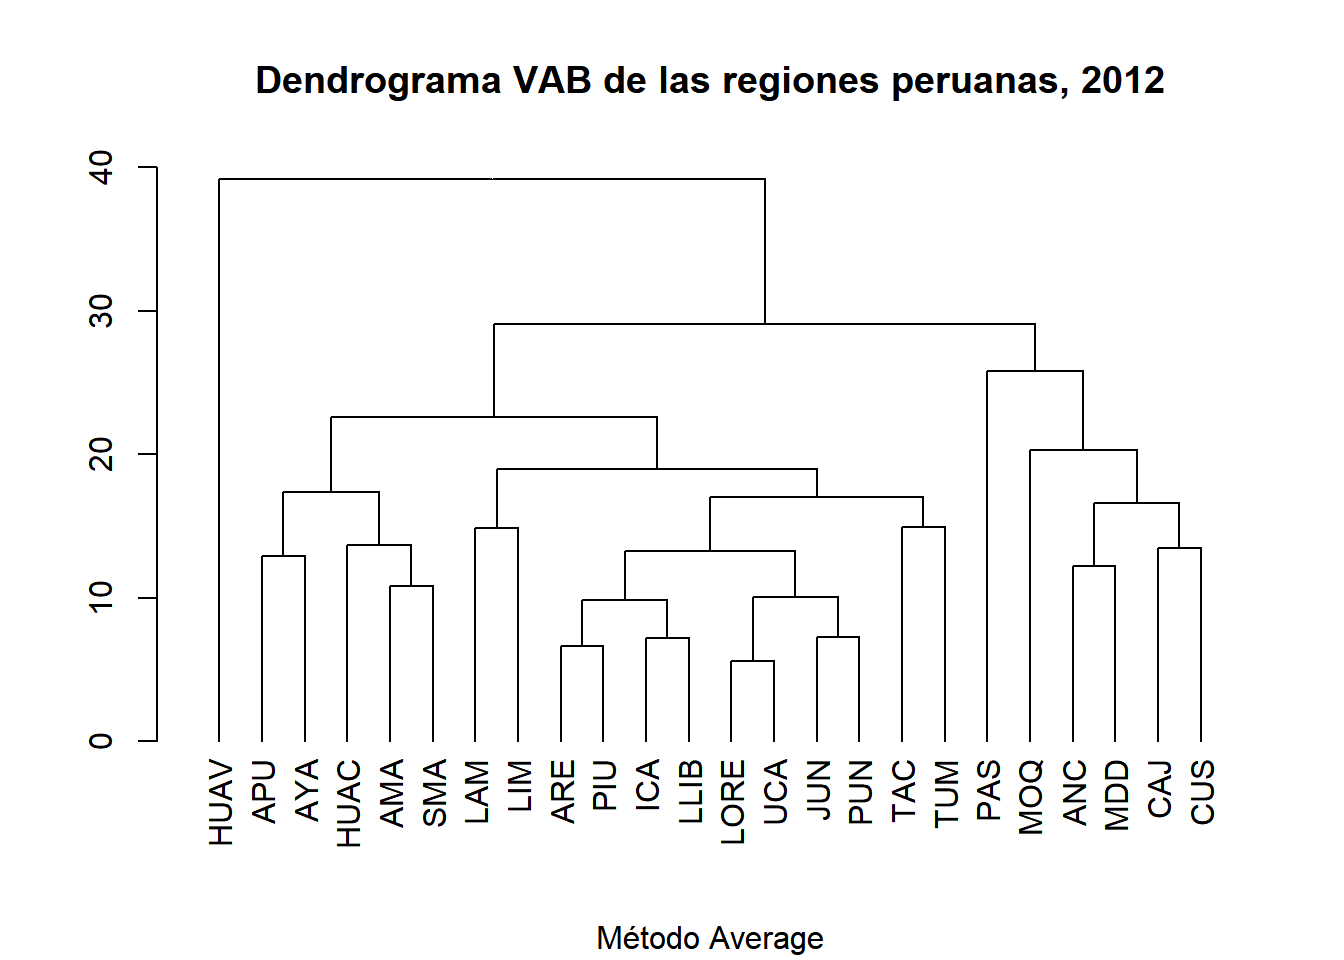 Dendrograma VAB de las regiones peruanas, 2012
40
30
20
10
0
HUAV
APU
AYA
HUAC
AMA
SMA
LAM
LIM
ARE
PIU
ICA
LLIB
LORE
UCA
JUN
PUN
TAC
TUM
PAS
MOQ
ANC
MDD
CAJ
CUS
Método Average